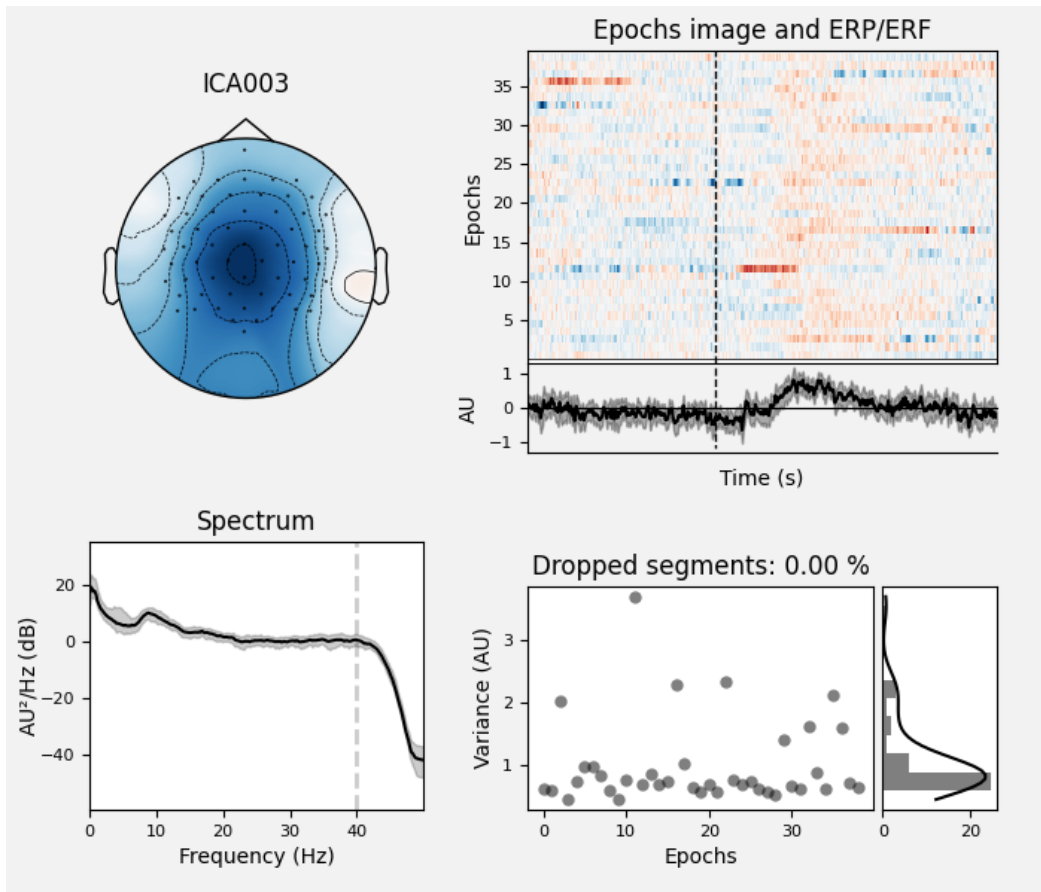 Epochs image and ERP/ERF
ICA003
35
30
25
20
15
10
5
Epochs
1
0
−1
AU
Time (s)
Spectrum
20
0
−20
−40
AU²/Hz (dB)
0
10
20
30
40
Frequency (Hz)
Dropped segments: 0.00 %
3
2
1
Variance (AU)
0
10
20
30
Epochs
0
20